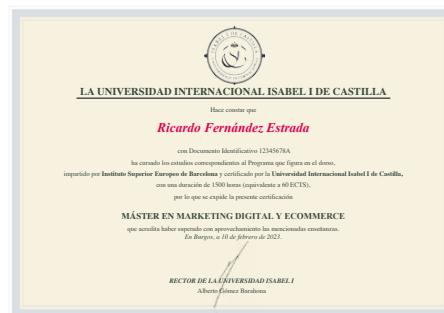 LA UNIVERSIDAD INTERNACIONAL ISABEL I DE CASTILLA
Hace constar que
Ricardo Fernández Estrada
con Documento Identificativo 12345678A
ha cursado los estudios correspondientes al Programa que figura en el dorso,
impartido por Instituto Superior Europeo de Barcelona y certificado por la Universidad Internacional Isabel I de Castilla,
con una duración de 1500 horas (equivalente a 60 ECTS),
por lo que se expide la presente certificación
MÁSTER EN MARKETING DIGITAL Y ECOMMERCE
que acredita haber superado con aprovechamiento las mencionadas enseñanzas.
En Burgos, a 10 de febrero de 2023.
RECTOR DE LA UNIVERSIDAD ISABEL I
Alberto Gómez Barahona